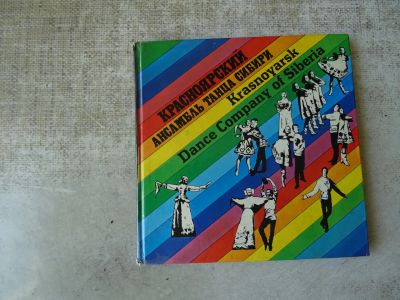 КРАСНОЯРСКИЙ
АНСАМБЛЬ ТАНЦА СИБИРИ
Krasnoyarsk
Dance Company of Siberia